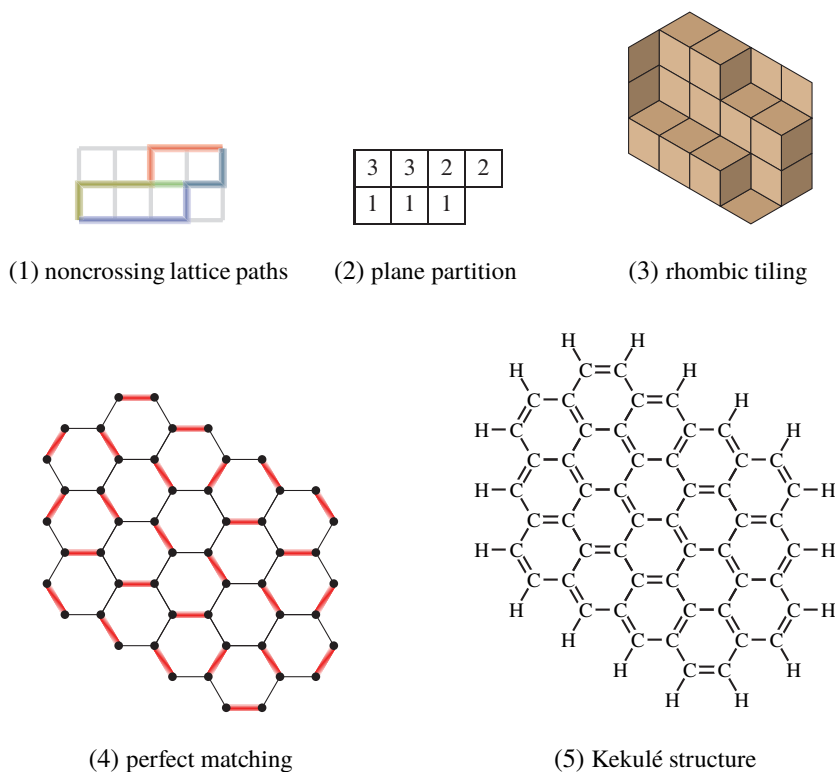 3 3 2 2
1 1 1
(1) noncrossing lattice paths (2) plane partition (3) rhombic tiling
H H
C C
H H
C C C C
H C C C C H
C C C C
H C C C C H
C C C C
H C C C C H
C C C C
H C C C C H
C C C C
H C C C C H
C C C C
H H
C C
H H
(4) perfect matching (5) Kekulé structure